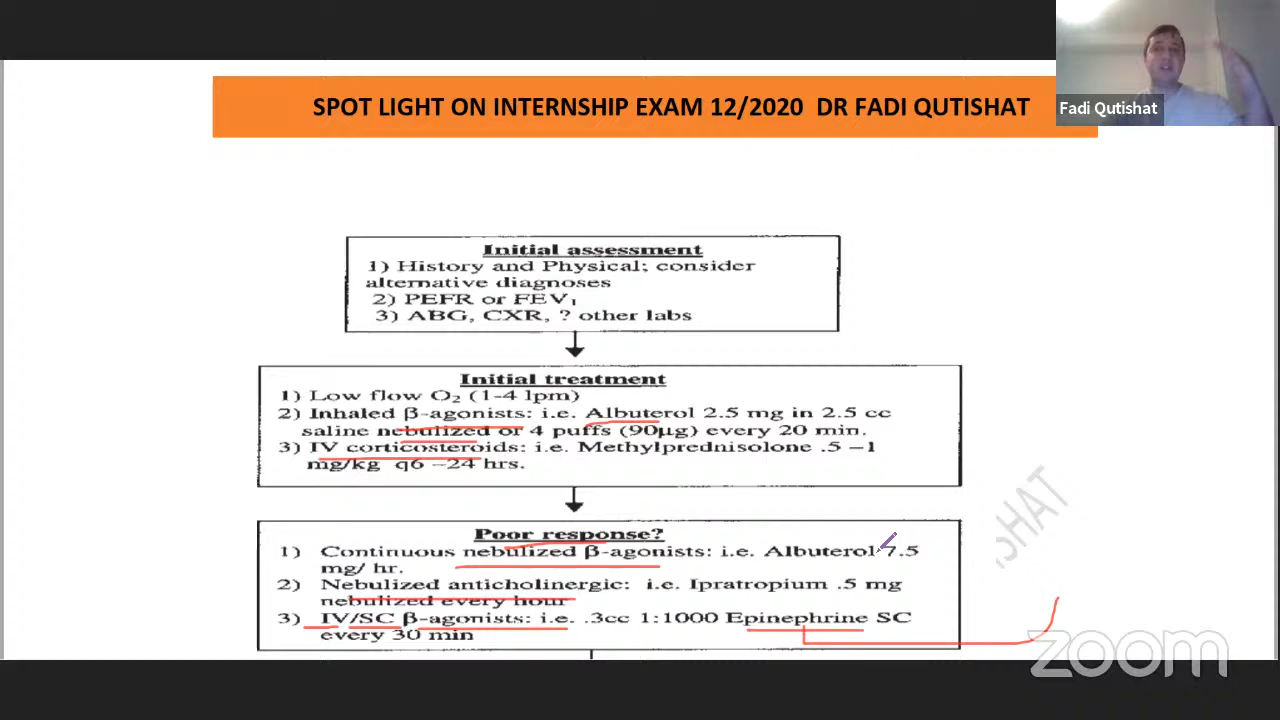 SPOT LIGHT ON INTERNSHIP EXAM 12/2020 DR FADI QUTISHAT
Fadi Qutishat
Initial assessment
1) History and Physical; consider
alternative diagnoses
2) PEFR or FEV₁
3) ABG, CXR, ? other labs
Initial treatment
1) Low flow O₂ (1-4 lpm)
2) Inhaled β-agonists: i.e. Albuterol 2.5 mg in 2.5 cc
saline nebulized or 4 puffs (90μg) every 20 min.
3) IV corticosteroids: i.e. Methylprednisolone .5 –1
mg/kg q6 –24 hrs.
SHAT
Poor response?
1) Continuous nebulized β-agonists: i.e. Albuterol 7.5
mg/ hr.
2) Nebulized anticholinergic: i.e. Ipratropium .5 mg
nebulized every hour
3) IV/SC β-agonists: i.e. .3cc 1:1000 Epinephrine SC
every 30 min
zoom